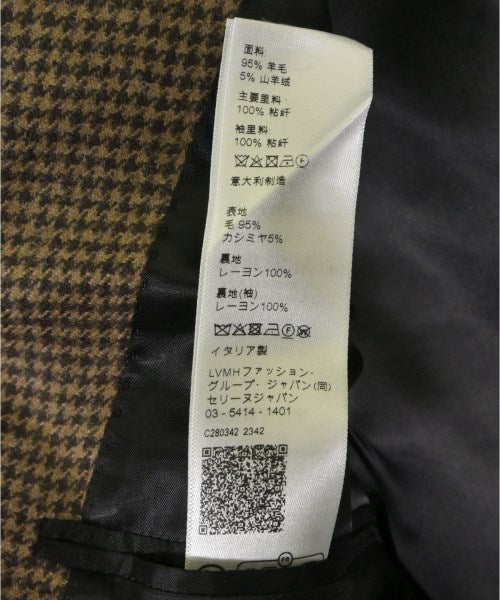 面料:
95% 羊毛
5% 山羊绒
主要里料:
100% 粘纤
袖里料:
100% 粘纤
意大利制造
表地
毛 95%
カシミヤ5%
裏地
レーヨン100%
裏地(袖)
レーヨン100%
イタリア製
LVMHファッション・
グループ・ジャパン(同)
セリーヌジャパン
03 - 5414 - 1401
C280342 2342
FR